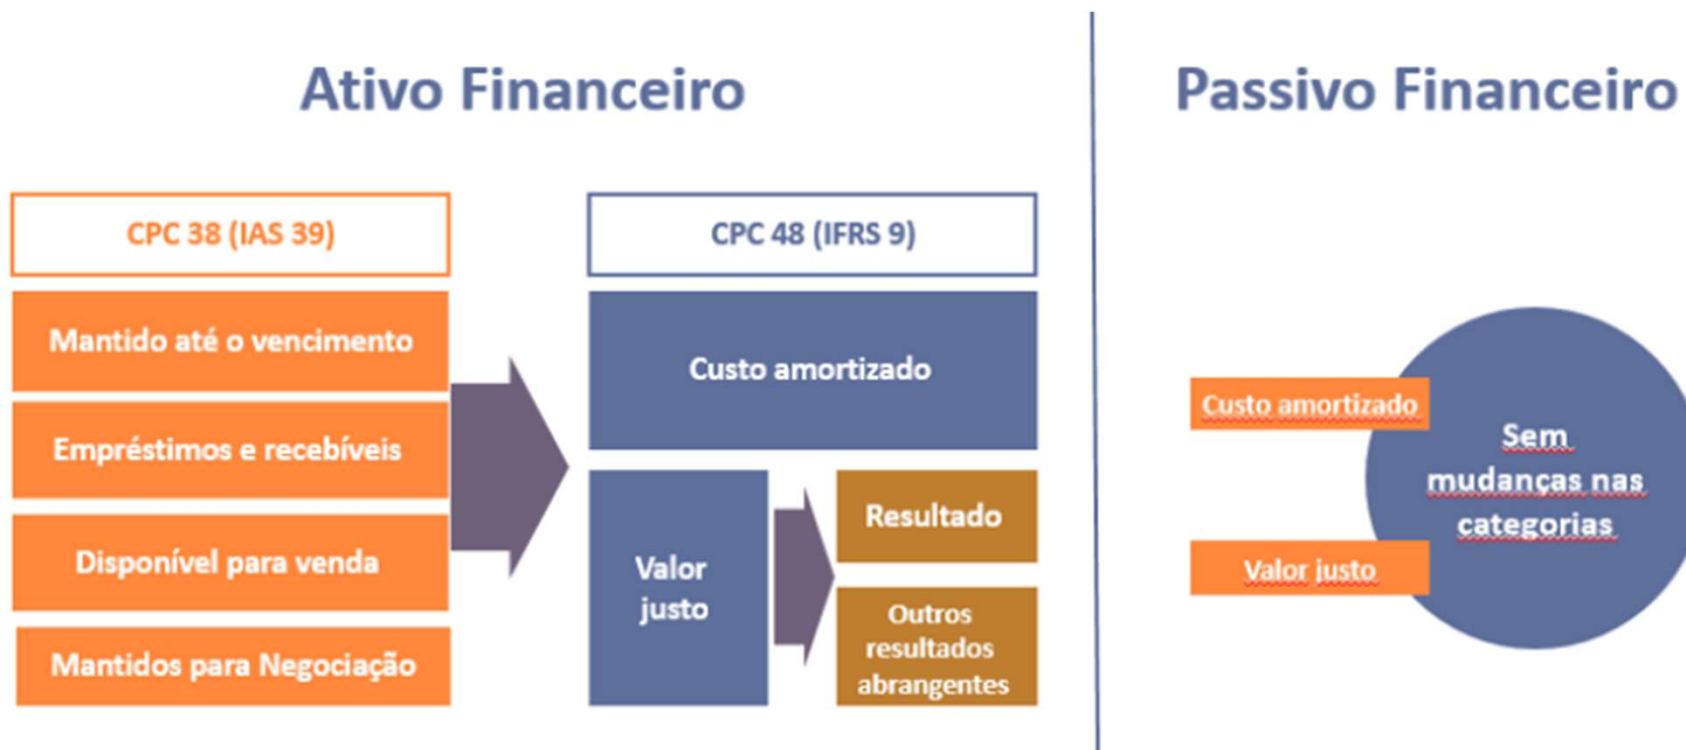 Ativo Financeiro
CPC 38 (IAS 39)
Mantido até o vencimento
Empréstimos e recebíveis
Disponível para venda
Mantidos para Negociação
CPC 48 (IFRS 9)
Custo amortizado
Valor
justo
Resultado
Outros
resultados
abrangentes
Passivo Financeiro
Custo amortizado
Valor justo
Sem
mudanças nas
categorias